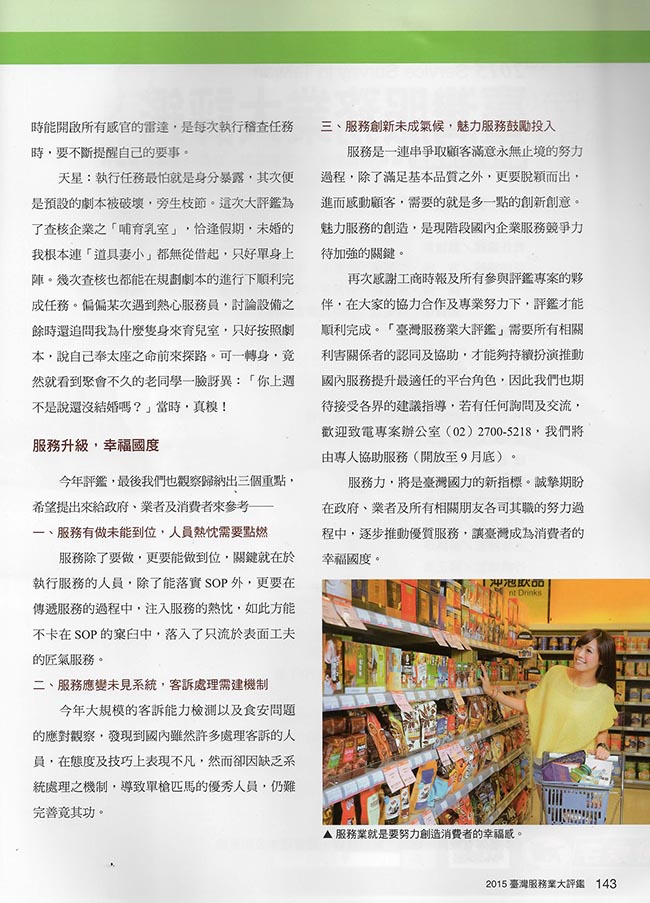 時能開啟所有感官的雷達，是每次執行稽查任務
時，要不斷提醒自己的要事。
天星：執行任務最怕就是身分暴露，其次便
是預設的劇本被破壞，旁生枝節。這次大評鑑為
了查核企業之「哺育乳室」，恰逢假期，未婚的
我根本連「道具妻小」都無從借起，只好單身上
陣。幾次查核也都能在規劃劇本的進行下順利完
成任務。偏偏某次遇到熱心服務員，討論設備之
餘時還追問我為什麼隻身來育兒室，只好按照劇
本，說自己奉太座之命前來探路。可一轉身，竟
然就看到聚會不久的老同學一臉訝異：「你上週
不是說還沒結婚嗎？」當時，真糗！
服務升級，幸福國度
今年評鑑，最後我們也觀察歸納出三個重點，
希望提出來給政府、業者及消費者來參考——
一、服務有做未能到位，人員熱忱需要點燃
服務除了要做，更要能做到位，關鍵就在於
執行服務的人員，除了能落實 SOP 外，更要在
傳遞服務的過程中，注入服務的熱忱，如此方能
不卡在 SOP 的窠臼中，落入了只流於表面工夫
的匠氣服務。
二、服務應變未見系統，客訴處理需建機制
今年大規模的客訴能力檢測以及食安問題
的應對觀察，發現到國內雖然許多處理客訴的人
員，在態度及技巧上表現不凡，然而卻因缺乏系
統處理之機制，導致單槍匹馬的優秀人員，仍難
完善竟其功。
三、服務創新未成氣候，魅力服務鼓勵投入
服務是一連串爭取顧客滿意永無止境的努力
過程，除了滿足基本品質之外，更要脫穎而出，
進而感動顧客，需要的就是多一點的創新創意。
魅力服務的創造，是現階段國內企業服務競爭力
待加強的關鍵。
再次感謝工商時報及所有參與評鑑專案的夥
伴，在大家的協力合作及專業努力下，評鑑才能
順利完成。「臺灣服務業大評鑑」需要所有相關
利害關係者的認同及協助，才能夠持續扮演推動
國內服務提升最適任的平台角色，因此我們也期
待接受各界的建議指導，若有任何詢問及交流，
歡迎致電專案辦公室（02）2700-5218，我們將
由專人協助服務（開放至 9 月底）。
服務力，將是臺灣國力的新指標。誠摯期盼
在政府、業者及所有相關朋友各司其職的努力過
程中，逐步推動優質服務，讓臺灣成為消費者的
幸福國度。
沖泡飲品
nt Drinks
▲ 服務業就是要努力創造消費者的幸福感。
2015 臺灣服務業大評鑑 143